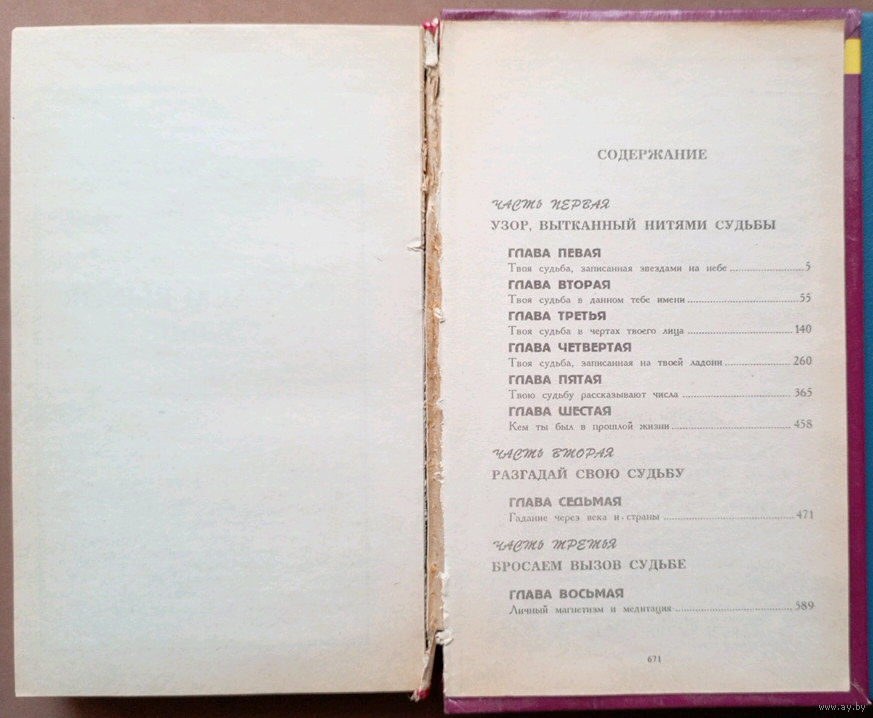 СОДЕРЖАНИЕ
ЧАСТЬ ПЕРВАЯ
УЗОР, ВЫТКАННЫЙ НИТЯМИ СУДЬБЫ
ГЛАВА ПЕВАЯ
Твоя судьба, записанная звездами на небе 5
ГЛАВА ВТОРАЯ
Твоя судьба в данном тебе имени 55
ГЛАВА ТРЕТЬЯ
Твоя судьба в чертах твоего лица 140
ГЛАВА ЧЕТВЕРТАЯ
Твоя судьба, записанная на твоей ладони 260
ГЛАВА ПЯТАЯ
Твою судьбу рассказывают числа 365
ГЛАВА ШЕСТАЯ
Кем ты был в прошлой жизни 458
ЧАСТЬ ВТОРАЯ
РАЗГАДАЙ СВОЮ СУДЬБУ
ГЛАВА СЕДЬМАЯ
Гадание через века и страны 471
ЧАСТЬ ТРЕТЬЯ
БРОСАЕМ ВЫЗОВ СУДЬБЕ
ГЛАВА ВОСЬМАЯ
Личный магнетизм и медитация 589
671
www.ay.by